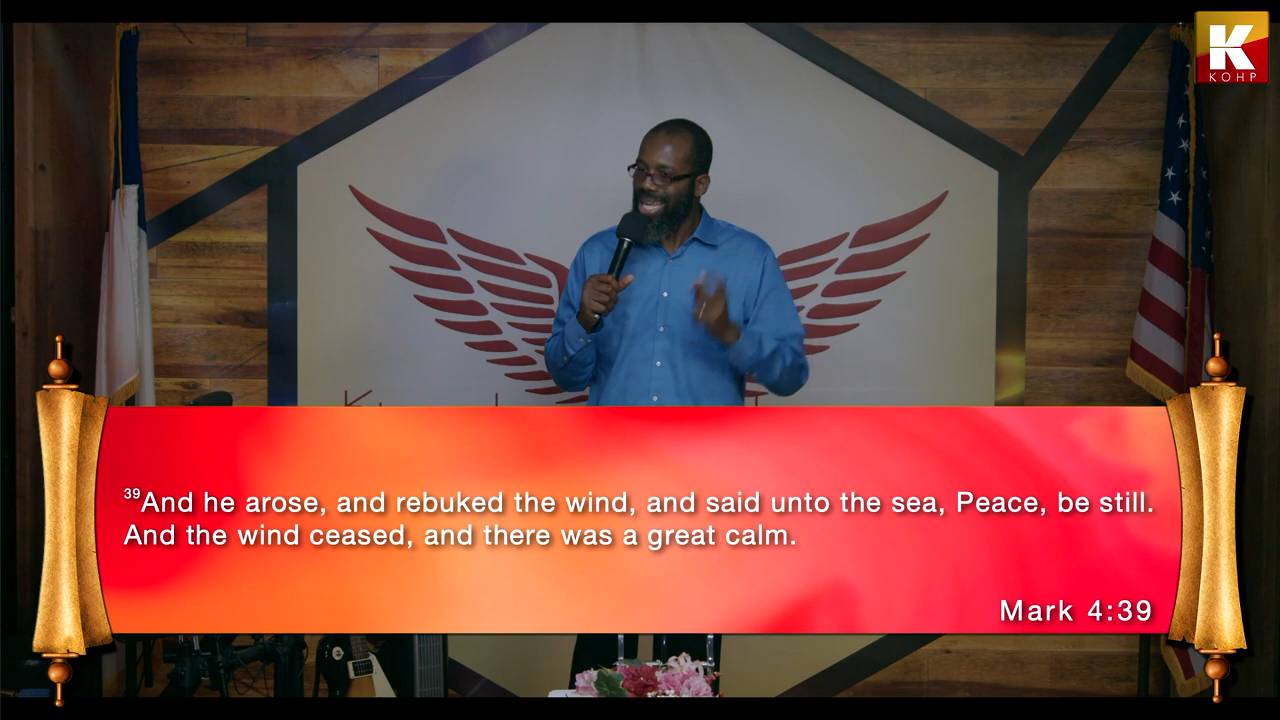 K
KOHP
³⁹And he arose, and rebuked the wind, and said unto the sea, Peace, be still.
And the wind ceased, and there was a great calm.
Mark 4:39